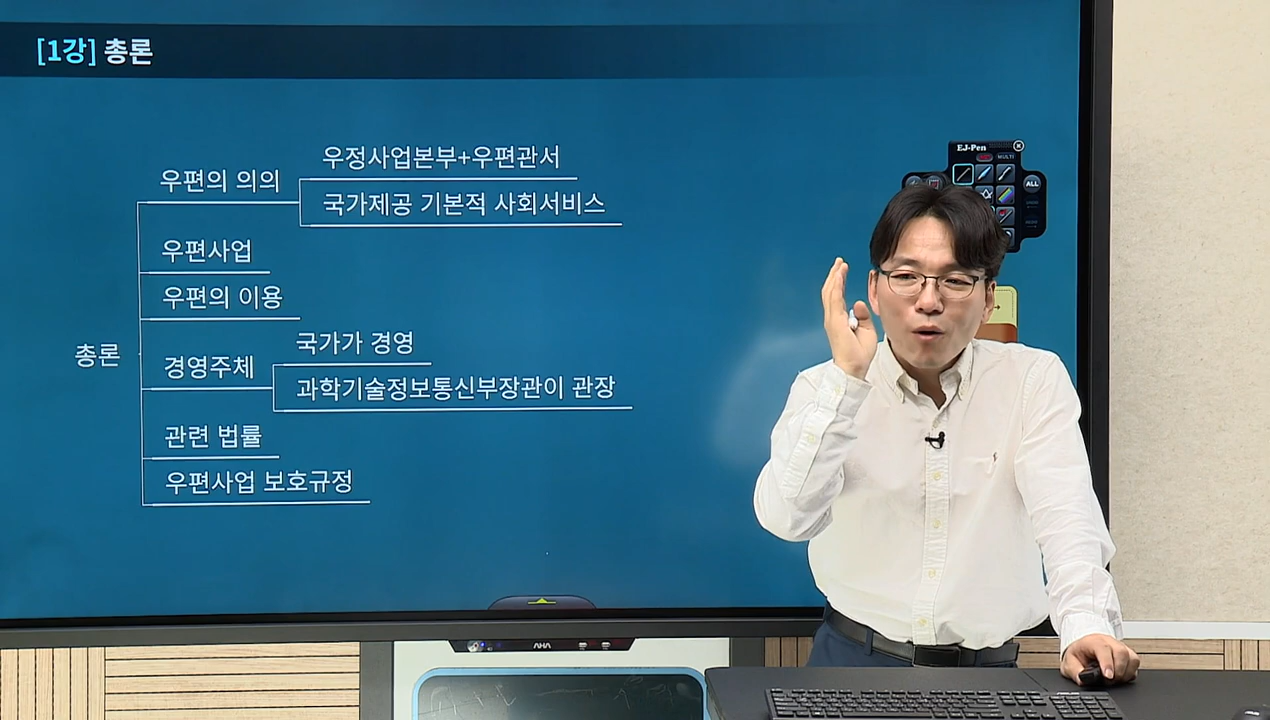 [1강] 총론
우정사업본부+우편관서
우편의 의의
국가제공 기본적 사회서비스
우편사업
우편의 이용
국가가 경영
총론
경영주체
과학기술정보통신부장관이 관장
관련 법률
우편사업 보호규정
EJ-Pen
MULTI
ALL
AHA